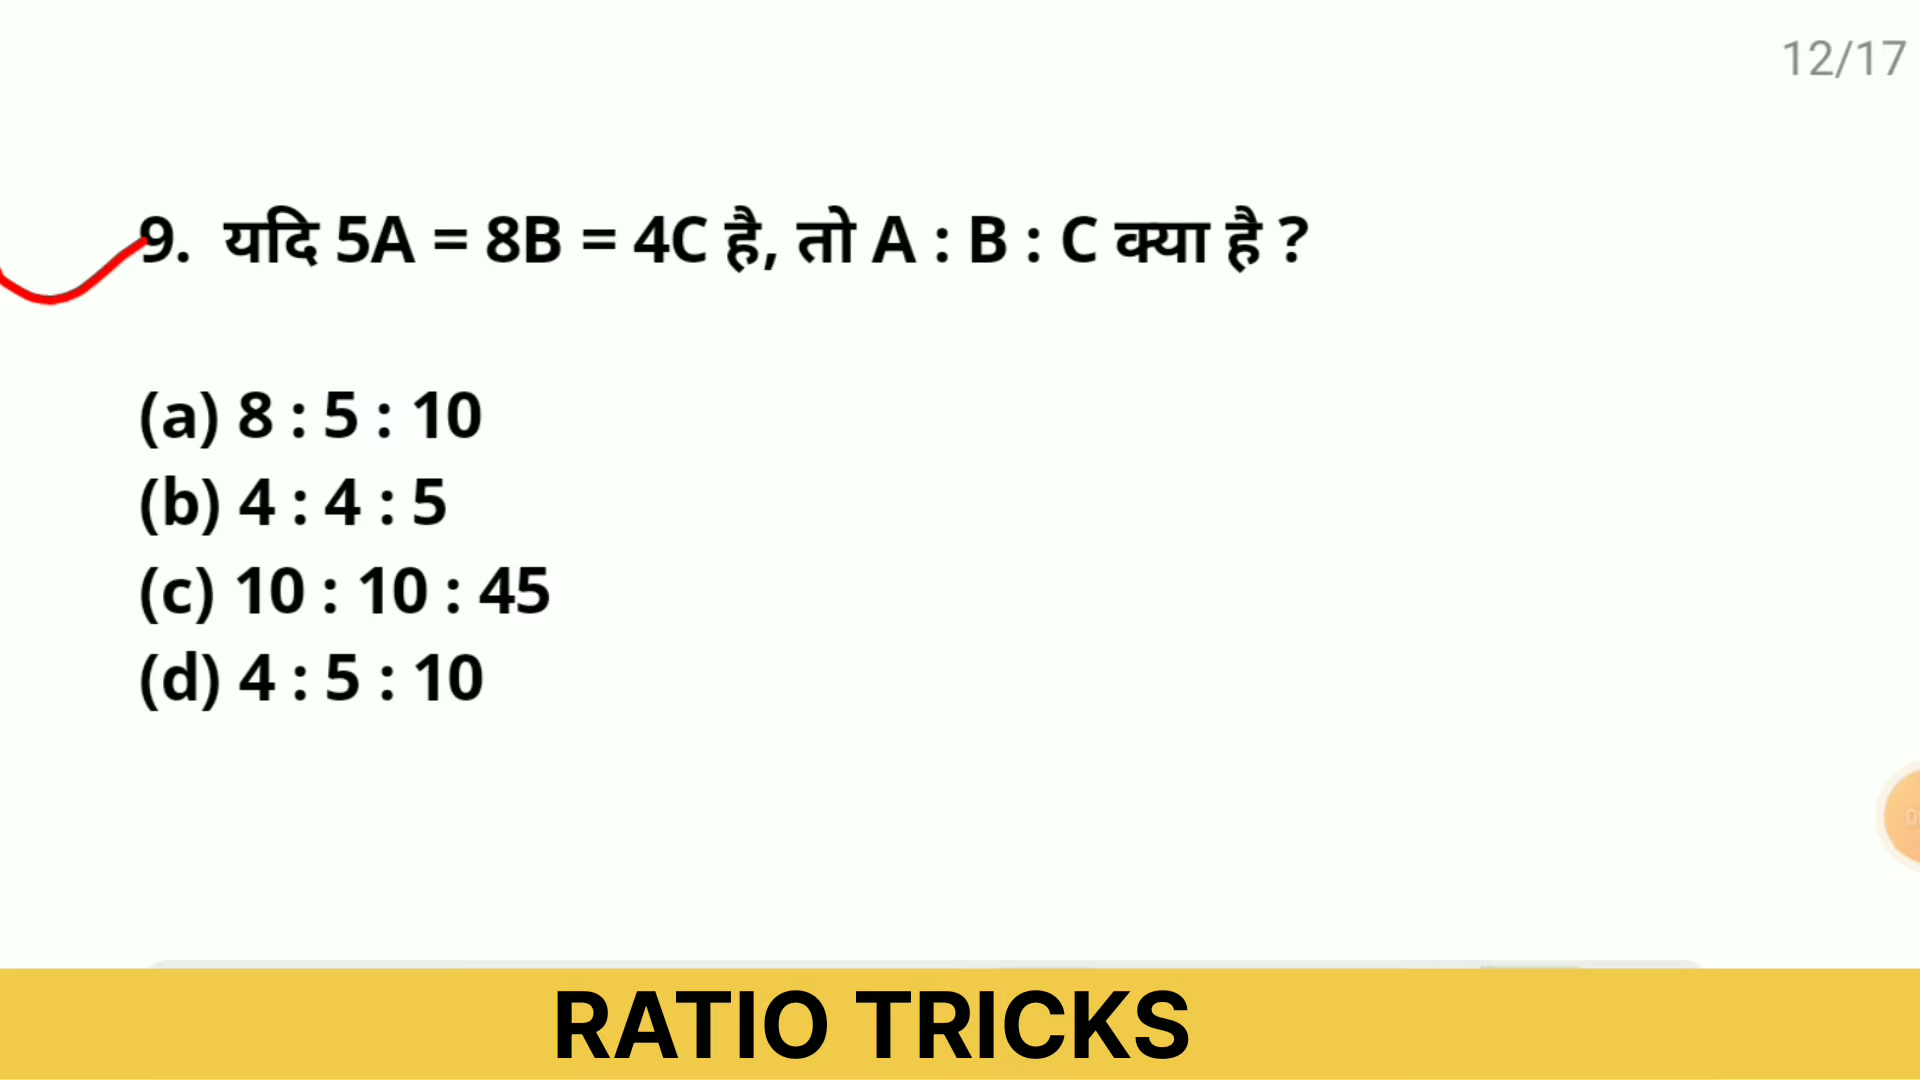 12/17
9. यदि 5A = 8B = 4C है, तो A : B : C क्या है ?
(a) 8 : 5 : 10
(b) 4 : 4 : 5
(c) 10 : 10 : 45
(d) 4 : 5 : 10
RATIO TRICKS